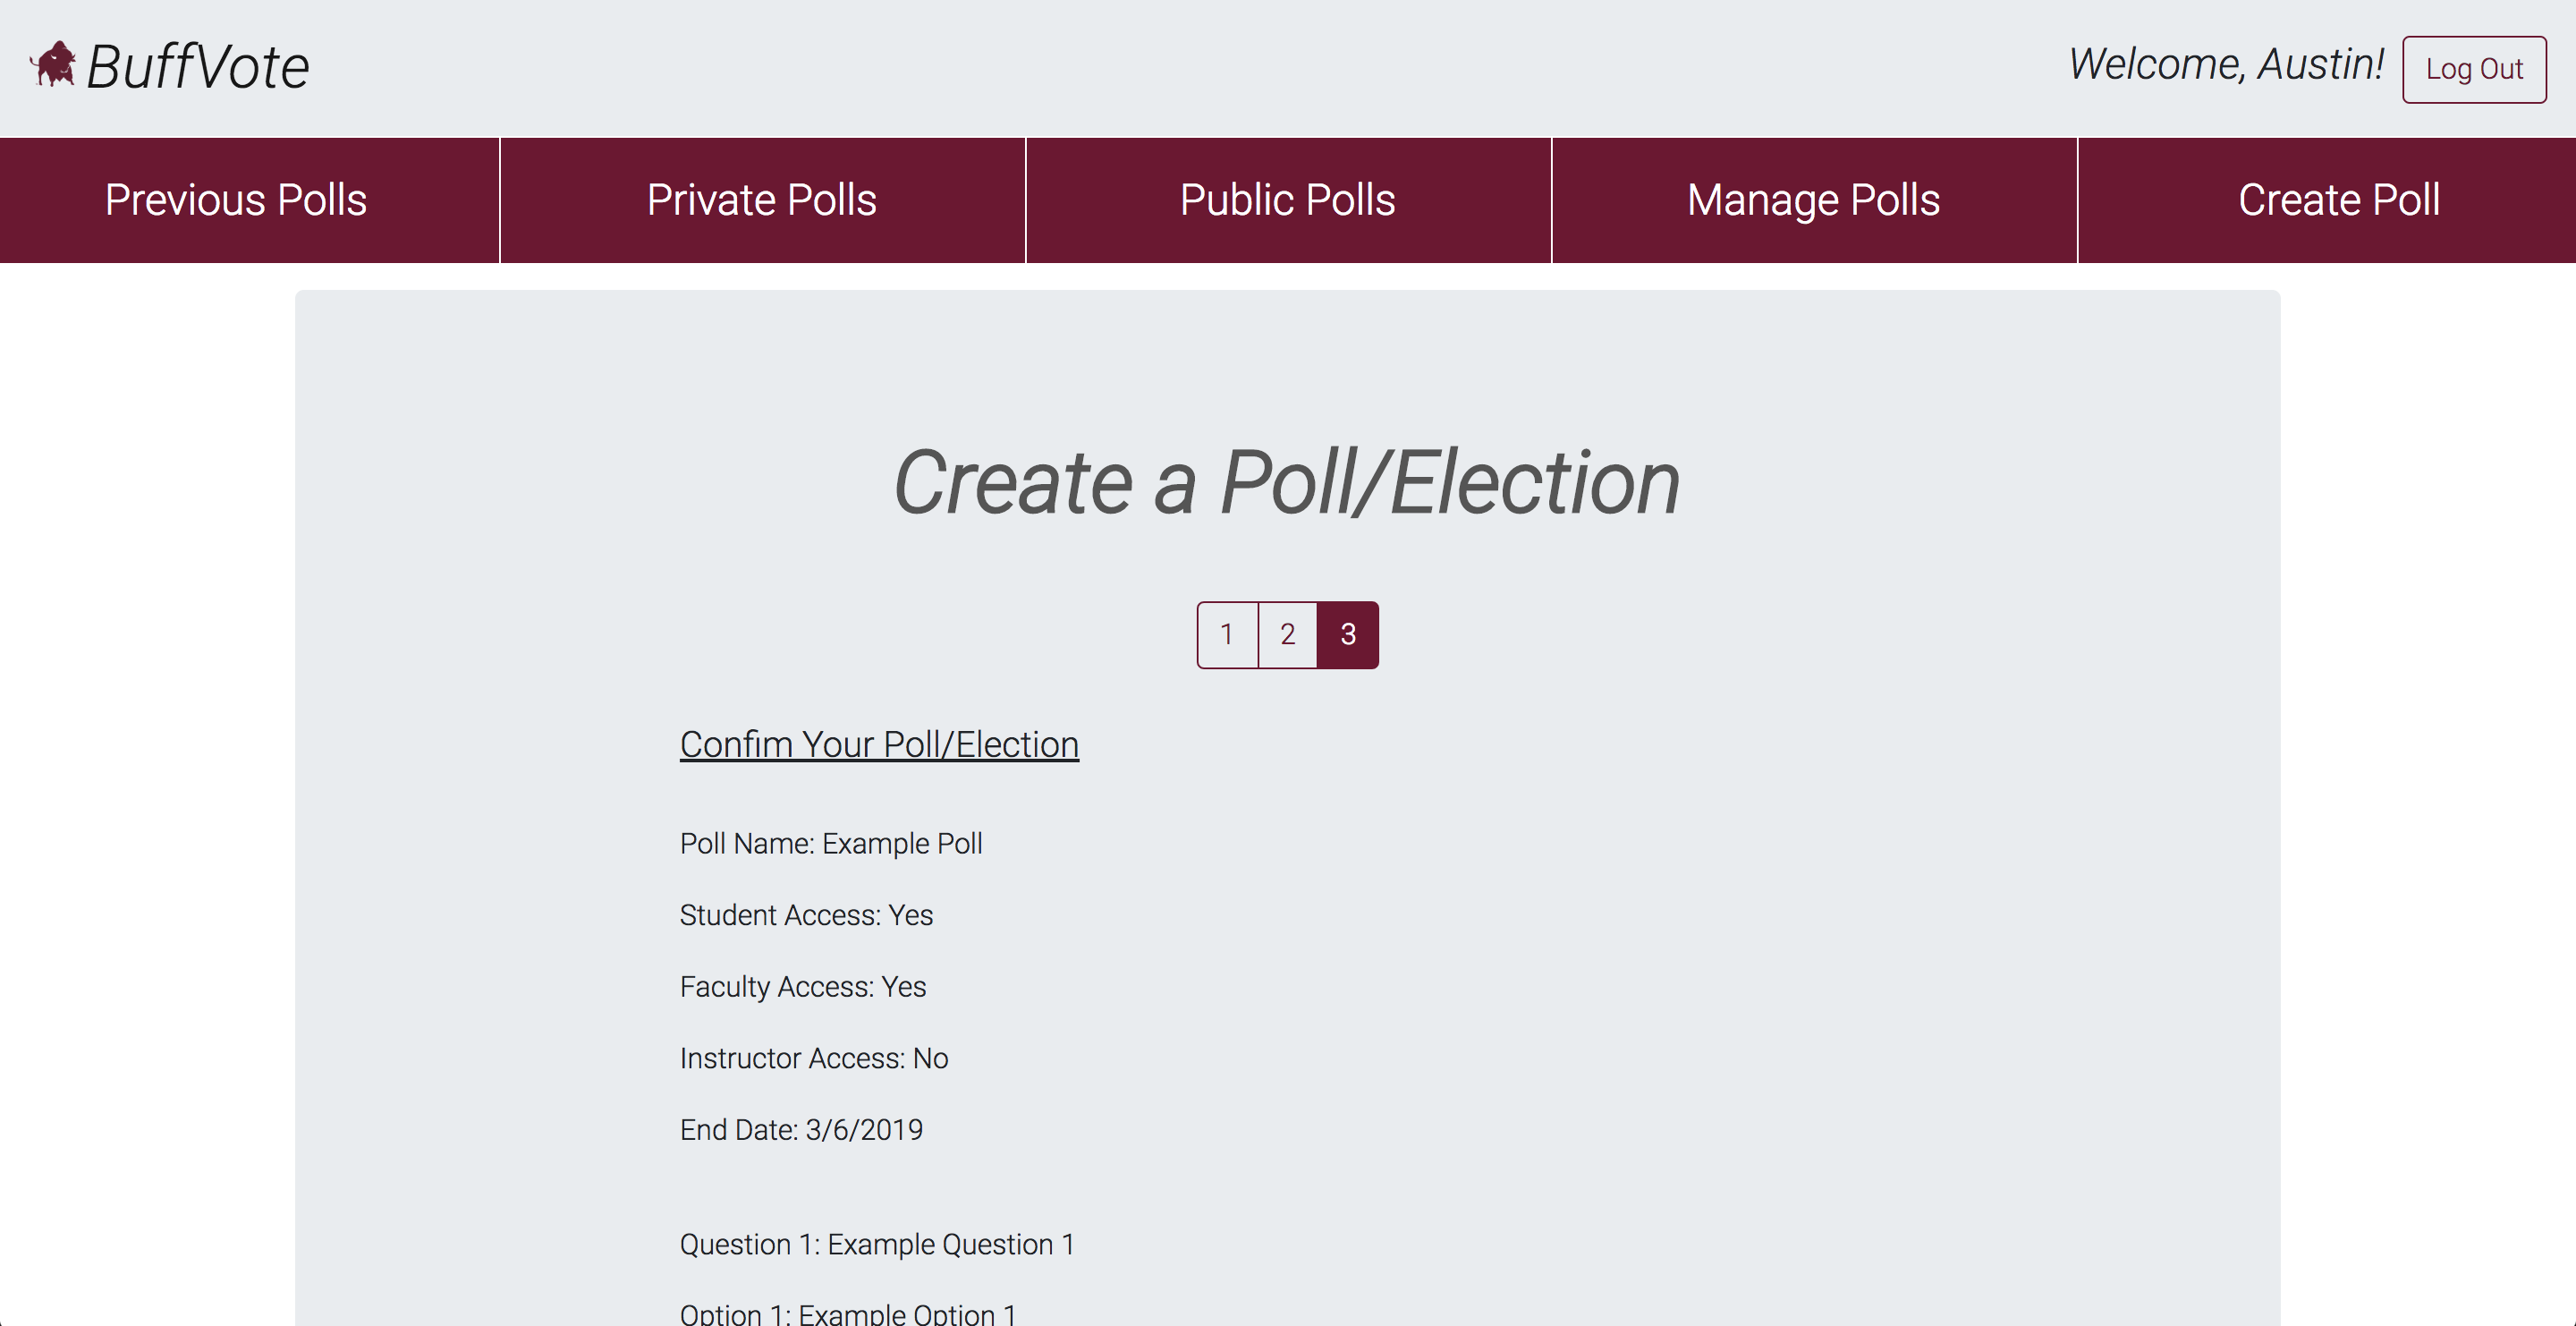 BuffVote
Welcome, Austin!
Log Out
Previous Polls
Private Polls
Public Polls
Manage Polls
Create Poll
Create a Poll/Election
1 2 3
Confim Your Poll/Election
Poll Name: Example Poll
Student Access: Yes
Faculty Access: Yes
Instructor Access: No
End Date: 3/6/2019
Question 1: Example Question 1
Option 1: Example Option 1